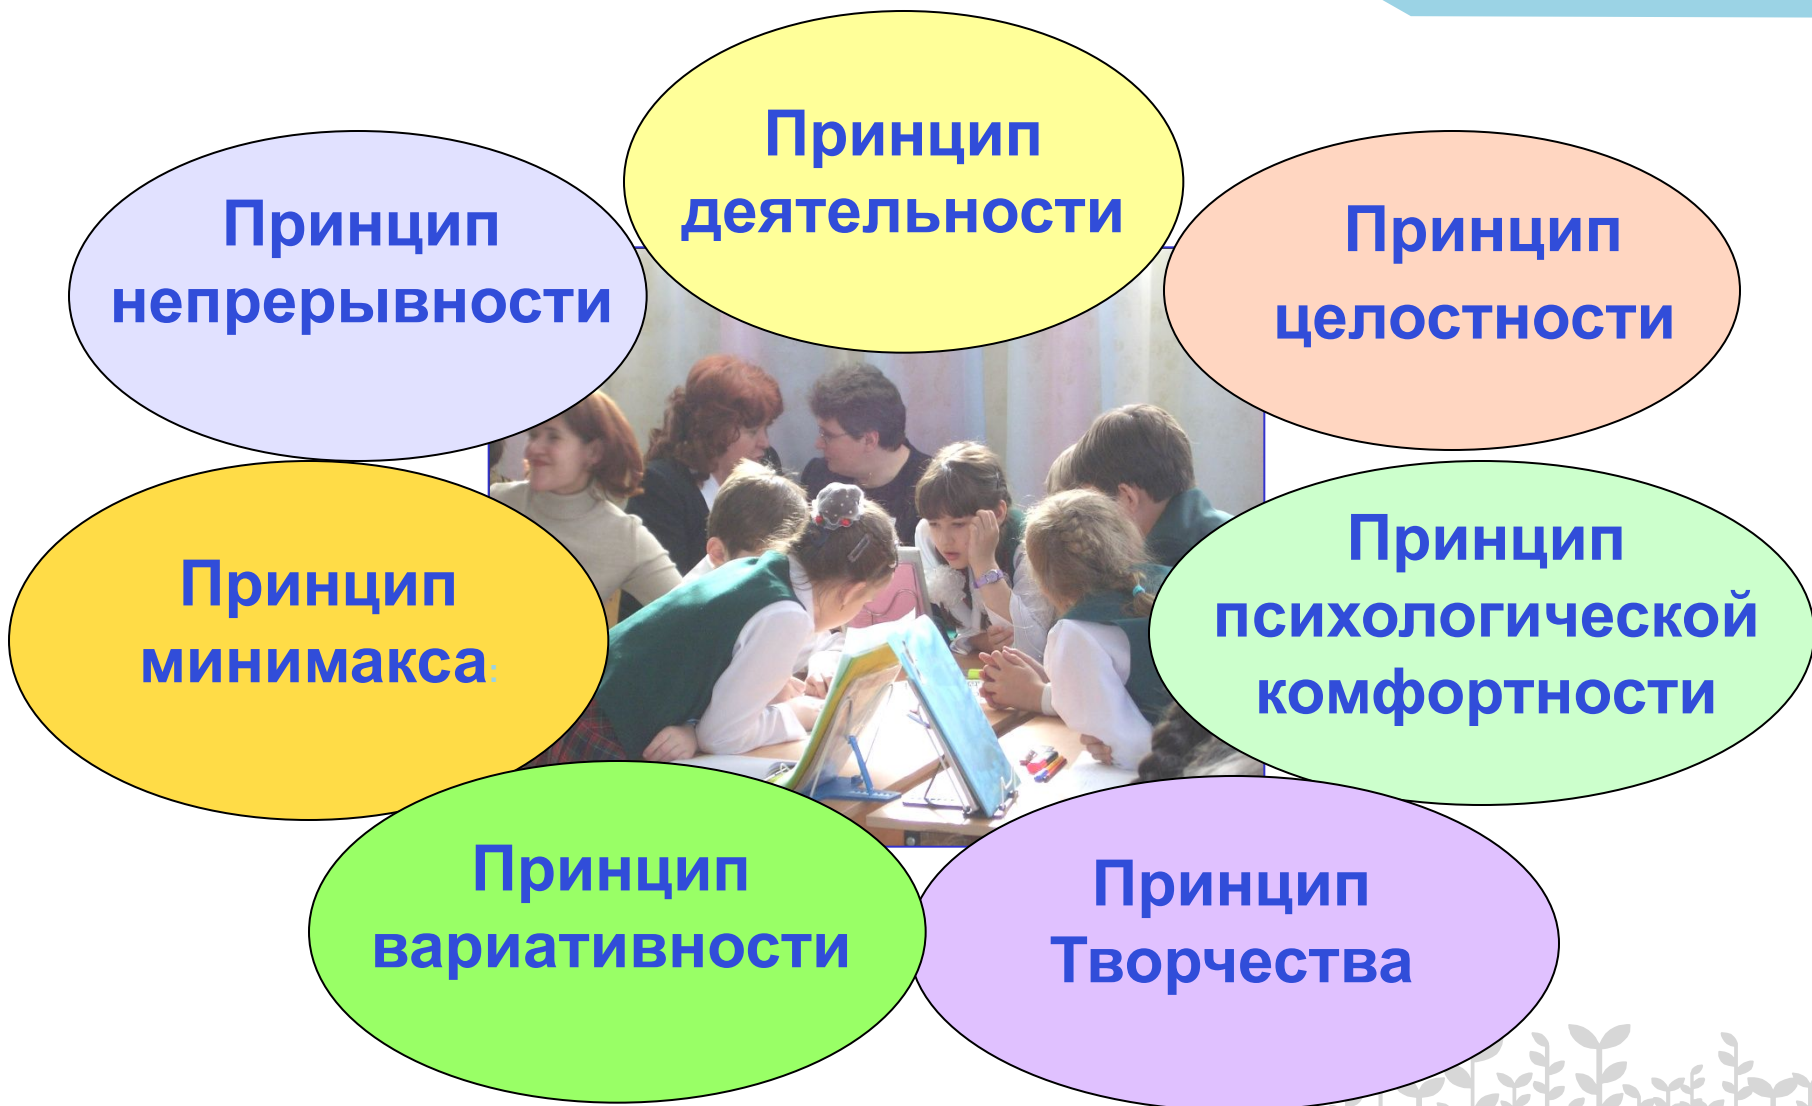 Принцип
деятельности
Принцип
непрерывности
Принцип
целостности
Принцип
минимакса:
Принцип
психологической
комфортности
Принцип
вариативности
Принцип
Творчества